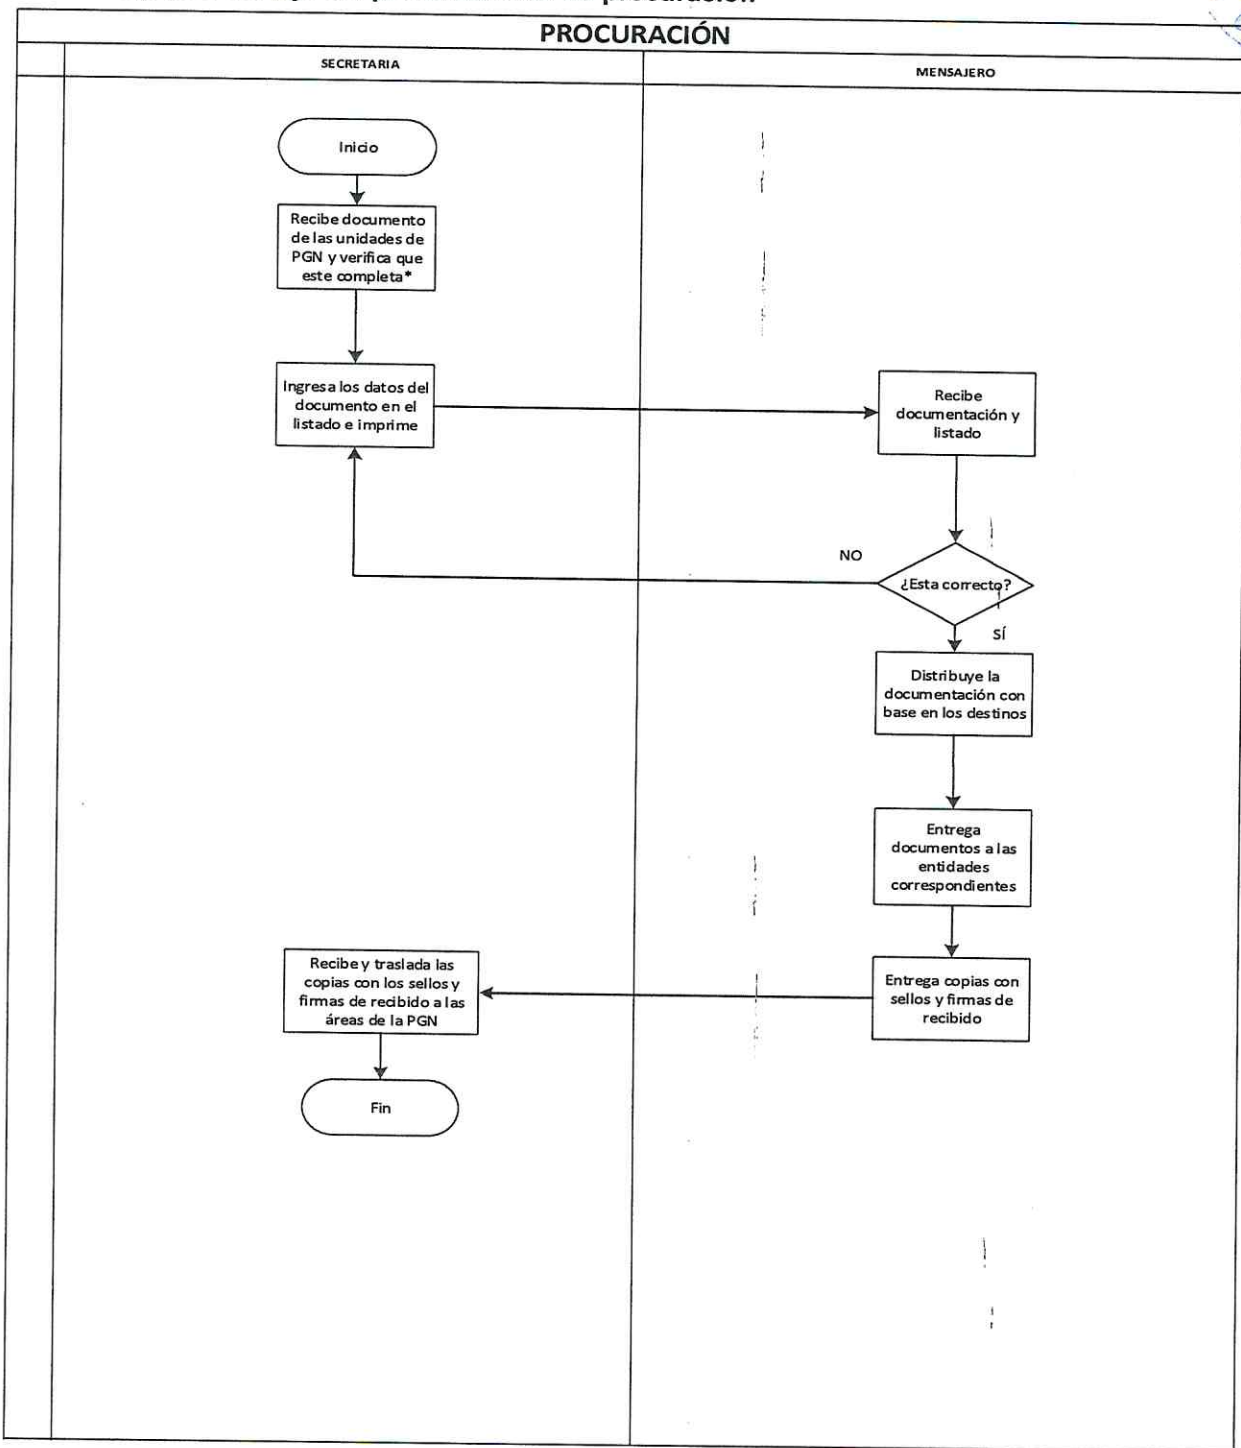 procuración
PROCURACIÓN
SECRETARIA
MENSAJERO
Inicio
Recibe documento
de las unidades de
PGN y verifica que
este completa*
Ingresa los datos del
documento en el
listado e imprime
Recibe
documentación y
listado
NO
¿Esta correcto?
SÍ
Distribuye la
documentación con
base en los destinos
Entrega
documentos a las
entidades
correspondientes
Recibe y traslada las
copias con los sellos y
firmas de recibido a las
áreas de la PGN
Entrega copias con
sellos y firmas de
recibido
Fin